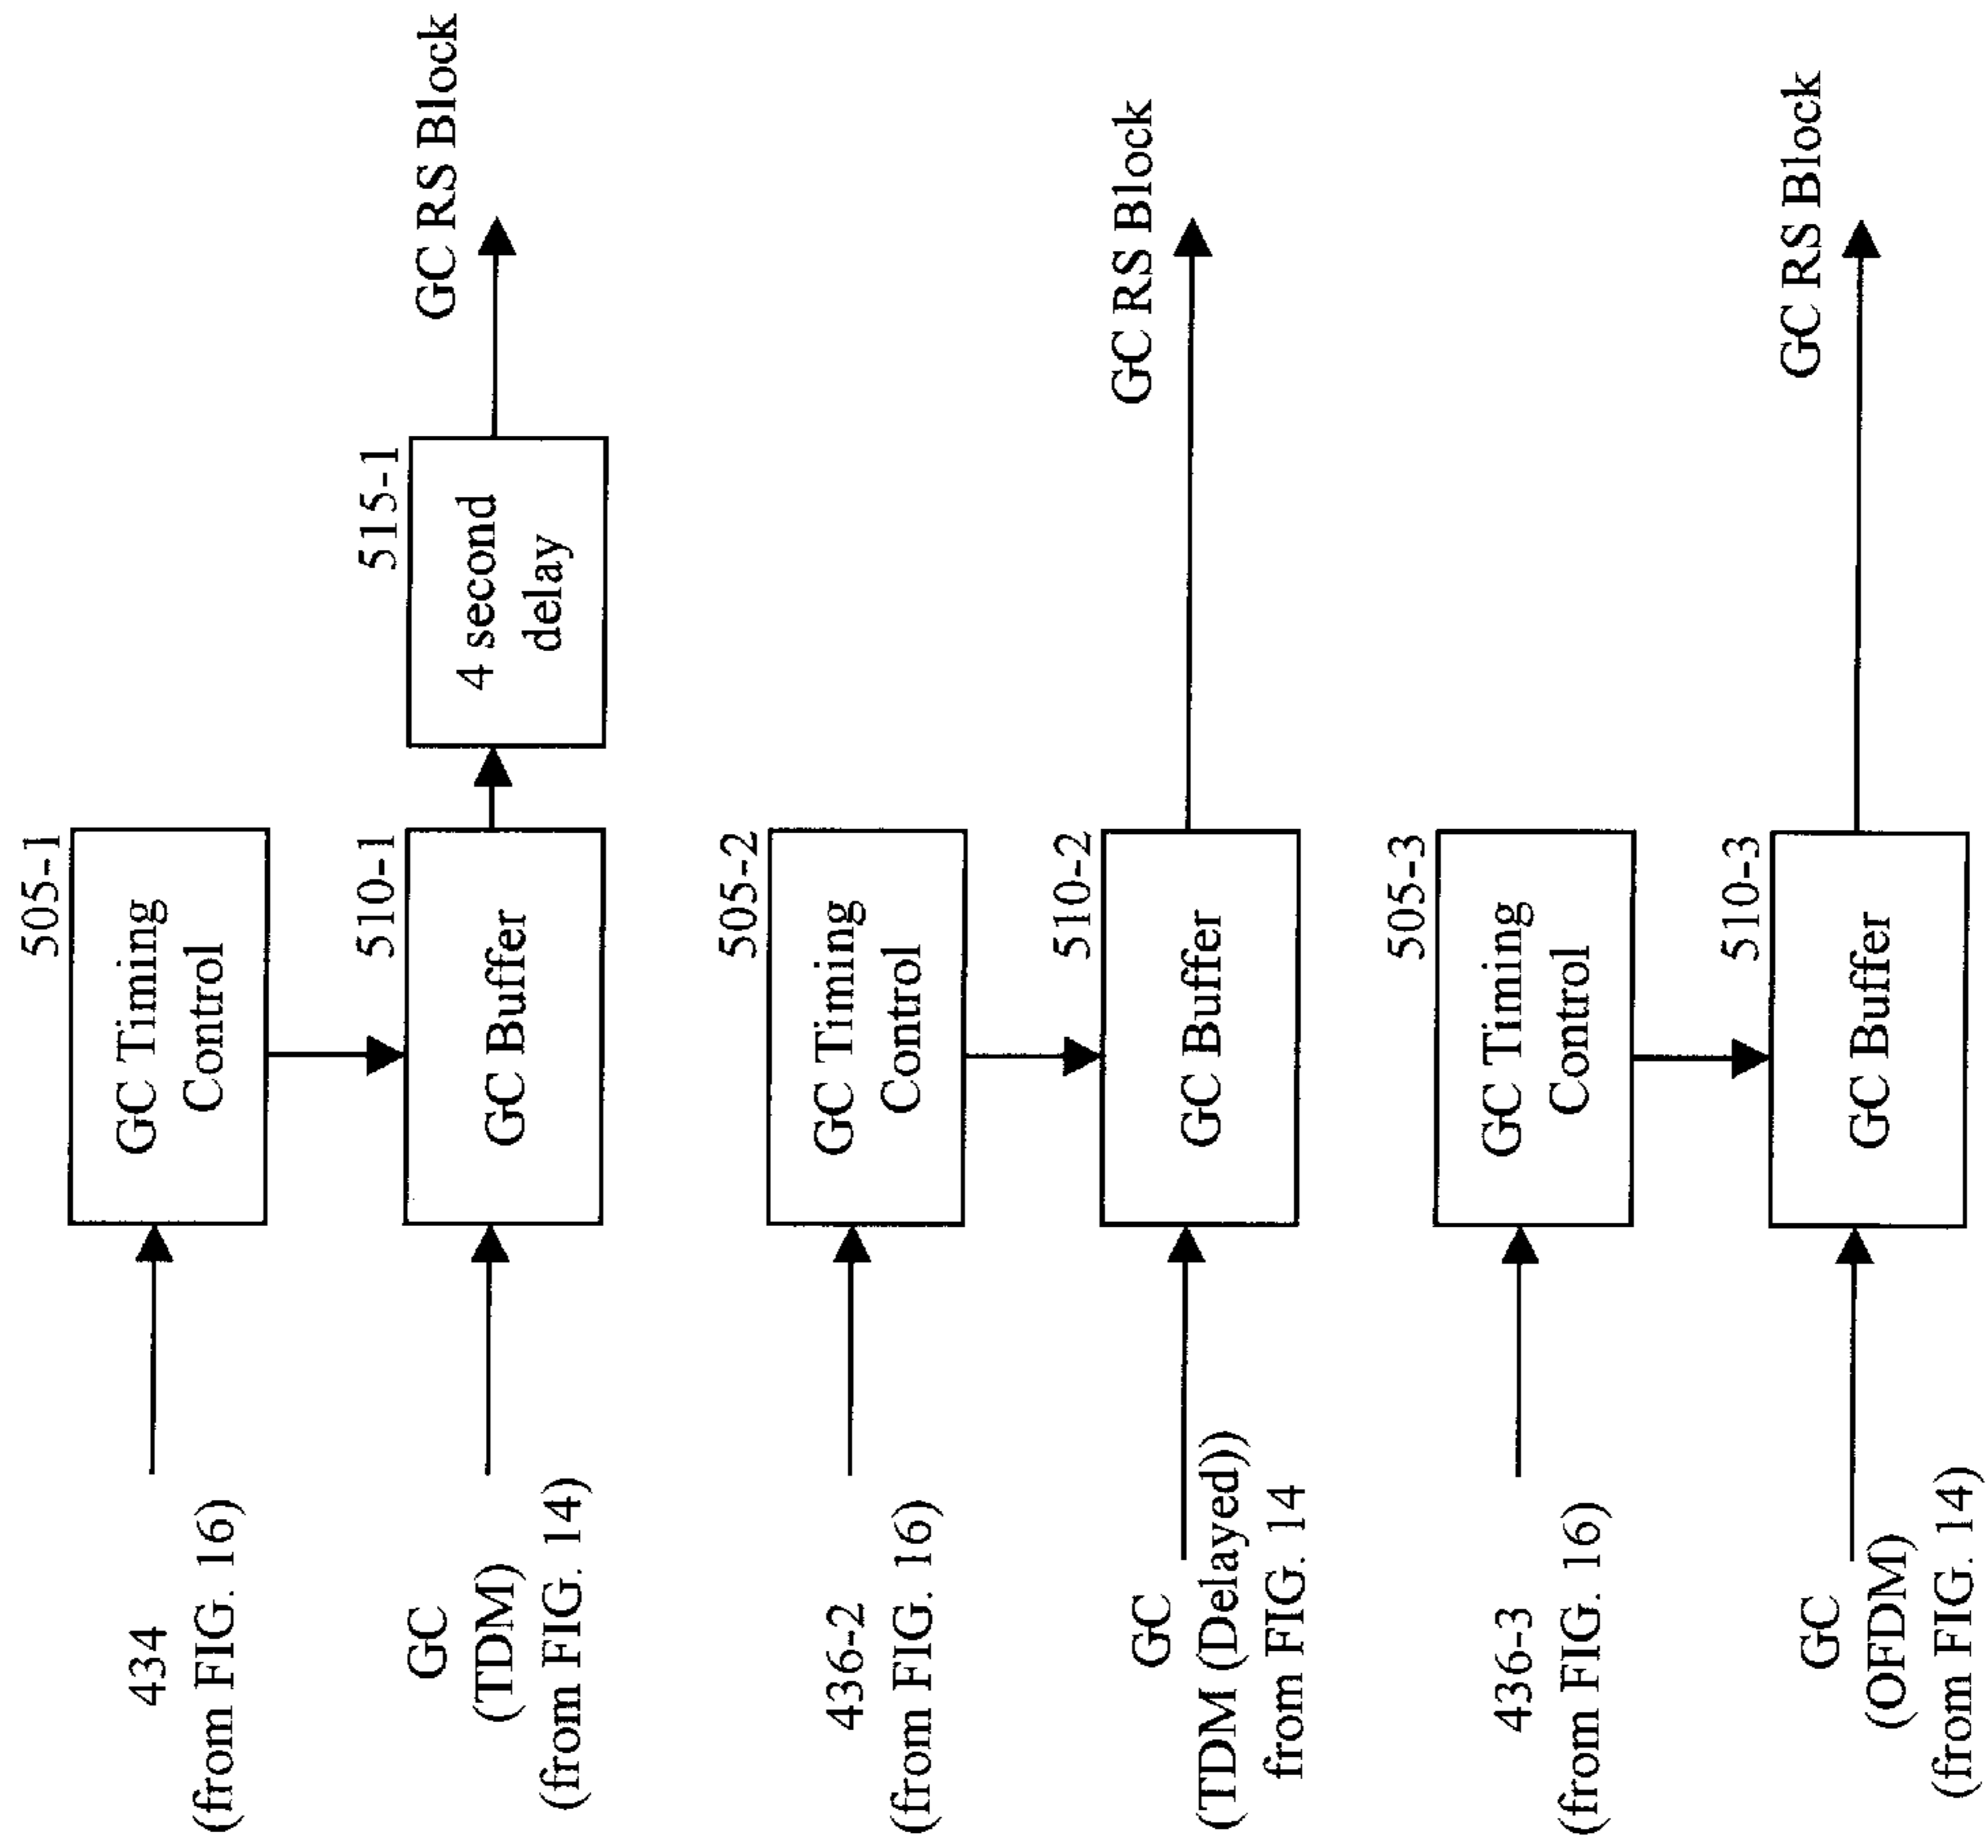 434
(from FIG. 16)
505-1
GC Timing
Control
GC
(TDM)
(from FIG. 14)
510-1
GC Buffer
515-1
4 second
delay
GC RS Block
436-2
(from FIG. 16)
505-2
GC Timing
Control
GC
(TDM (Delayed))
from FIG. 14
510-2
GC Buffer
GC RS Block
436-3
(from FIG. 16)
505-3
GC Timing
Control
GC
(OFDM)
(from FIG. 14)
510-3
GC Buffer
GC RS Block